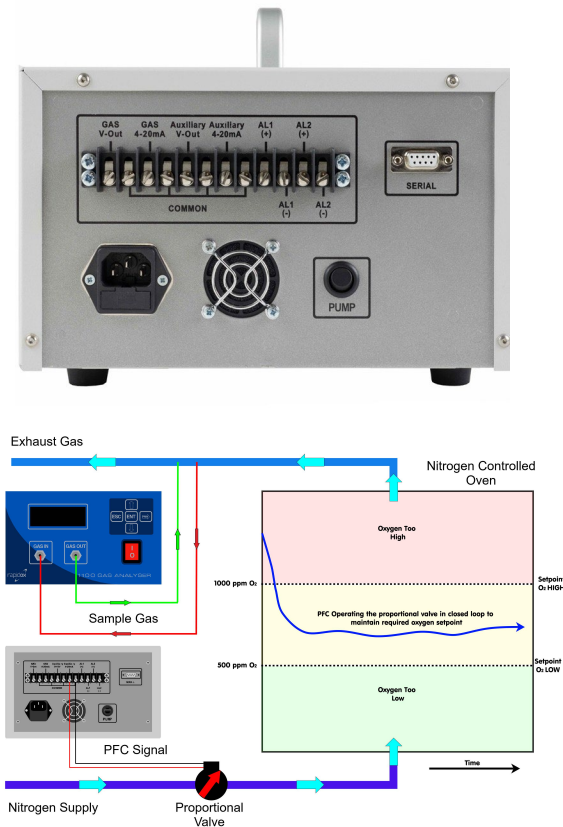 GAS GAS Auxiliary Auxiliary AL1 AL2
V-Out 4-20mA V-Out 4-20mA (+) (+)
COMMON
AL1 AL2
(-) (-)
SERIAL
PUMP
Exhaust Gas
Nitrogen Controlled
Oven
ESC ENT
GAS IN GAS OUT
GAS ANALYSER
Oxygen Too
High
1000 ppm O₂
Setpoint
O₂ HIGH
PFC Operating the proportional valve in closed loop to
maintain required oxygen setpoint
Sample Gas
500 ppm O₂
Setpoint
O₂ LOW
Oxygen Too
Low
PUMP
PFC Signal
Time
Nitrogen Supply
Proportional
Valve